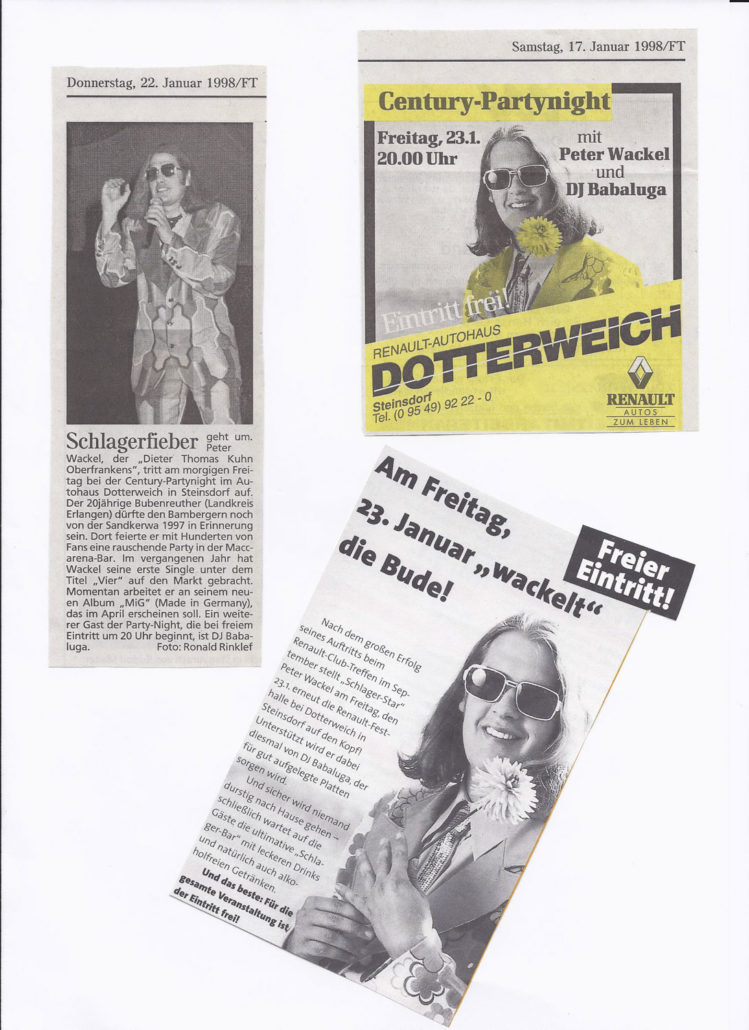 Donnerstag, 22. Januar 1998/FT
Schlagerfieber geht um.
Peter
Wackel, der „Dieter Thomas Kuhn
Oberfrankens", tritt am morgigen Frei-
tag bei der Century-Partynight im Au-
tohaus Dotterweich in Steinsdorf auf.
Der 20jährige Bubenreuther (Landkreis
Erlangen) dürfte den Bambergern noch
von der Sandkerwa 1997 in Erinnerung
sein. Dort feierte er mit Hunderten von
Fans eine rauschende Party in der Macc-
arena-Bar. Im vergangenen Jahr hat
Wackel seine erste Single unter dem
Titel „Vier" auf den Markt gebracht.
Momentan arbeitet er an seinem neu-
en Album „MiG" (Made in Germany),
das im April erscheinen soll. Ein weite-
rer Gast der Party-Night, die bei freiem
Eintritt um 20 Uhr beginnt, ist DJ Baba-
luga. Foto: Ronald Rinklef
Samstag, 17. Januar 1998/FT
Century-Partynight
Freitag, 23.1.
20.00 Uhr
mit
Peter Wackel
und
DJ Babaluga
Eintritt frei!
RENAULT-AUTOHAUS
DOTTERWEICH
Steinsdorf
Tel. (0 95 49) 92 22 - 0
RENAULT
AUTOS
ZUM LEBEN
Am Freitag,
23. Januar „wackelt"
die Bude!
Freier
Eintritt!
Nach dem großen Erfolg
seines Auftritts beim
Renault-Club-Treffen im Sep-
tember stellt „Schlager-Star"
Peter Wackel am Freitag, den
23.1. erneut die Renault-Fest-
halle bei Dotterweich in
Steinsdorf auf den Kopf!
Unterstützt wird er dabei
diesmal von DJ Babaluga, der
für gut aufgelegte Platten
sorgen wird.
Und sicher wird niemand
durstig nach Hause gehen –
schließlich wartet auf die
Gäste die ultimative „Schla-
ger-Bar" mit leckeren Drinks
und natürlich auch alko-
holfreien Getränken.
Und das beste: Für die
gesamte Veranstaltung ist
der Eintritt frei!